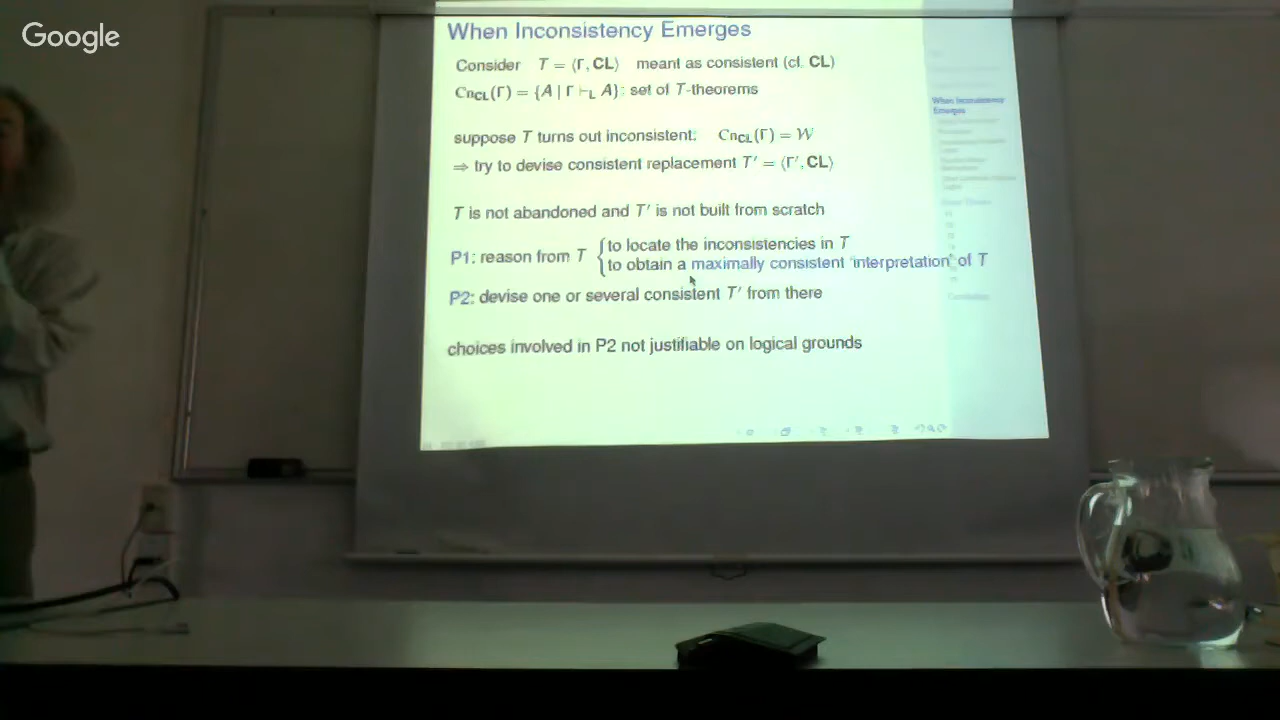 Google
When Inconsistency Emerges
Consider T = ⟨Γ, CL⟩ meant as consistent (cf. CL)
Cn_CL(Γ) = {A | Γ ⊢_L A}: set of T-theorems
suppose T turns out inconsistent: Cn_CL(Γ) = 𝒲
⇒ try to devise consistent replacement T′ = ⟨Γ′, CL⟩
T is not abandoned and T′ is not built from scratch
P1: reason from T { to locate the inconsistencies in T
to obtain a maximally consistent 'interpretation' of T
P2: devise one or several consistent T′ from there
choices involved in P2 not justifiable on logical grounds
When Inconsistency
Emerges